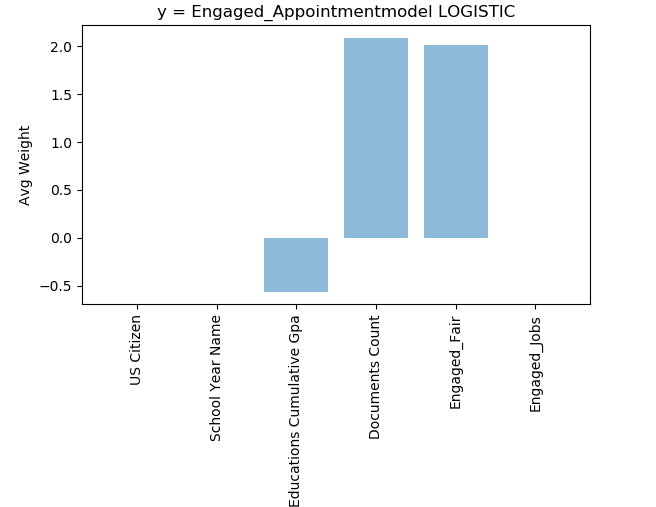 y = Engaged_Appointmentmodel LOGISTIC
2.0
1.5
1.0
0.5
0.0
−0.5
Avg Weight
US Citizen
School Year Name
Educations Cumulative Gpa
Documents Count
Engaged_Fair
Engaged_Jobs